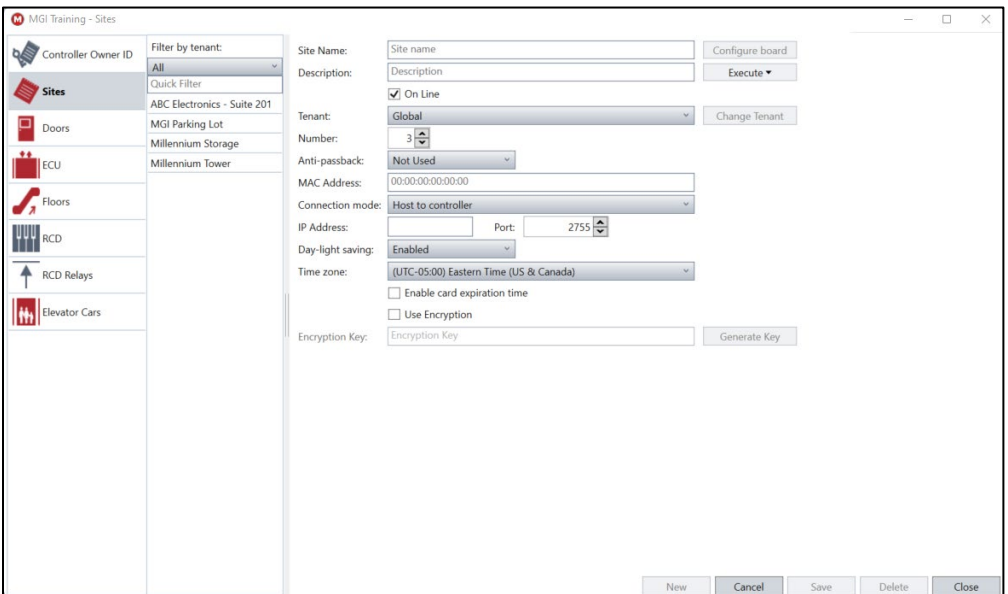 MGI Training - Sites
Controller Owner ID
Sites
Doors
ECU
Floors
RCD
RCD Relays
Elevator Cars
Filter by tenant:
All
Quick Filter
ABC Electronics - Suite 201
MGI Parking Lot
Millennium Storage
Millennium Tower
Site Name: Site name Configure board
Description: Description Execute
On Line
Tenant: Global Change Tenant
Number: 3
Anti-passback: Not Used
MAC Address: 00:00:00:00:00:00
Connection mode: Host to controller
IP Address: Port: 2755
Day-light saving: Enabled
Time zone: (UTC-05:00) Eastern Time (US & Canada)
Enable card expiration time
Use Encryption
Encryption Key: Encryption Key Generate Key
New Cancel Save Delete Close